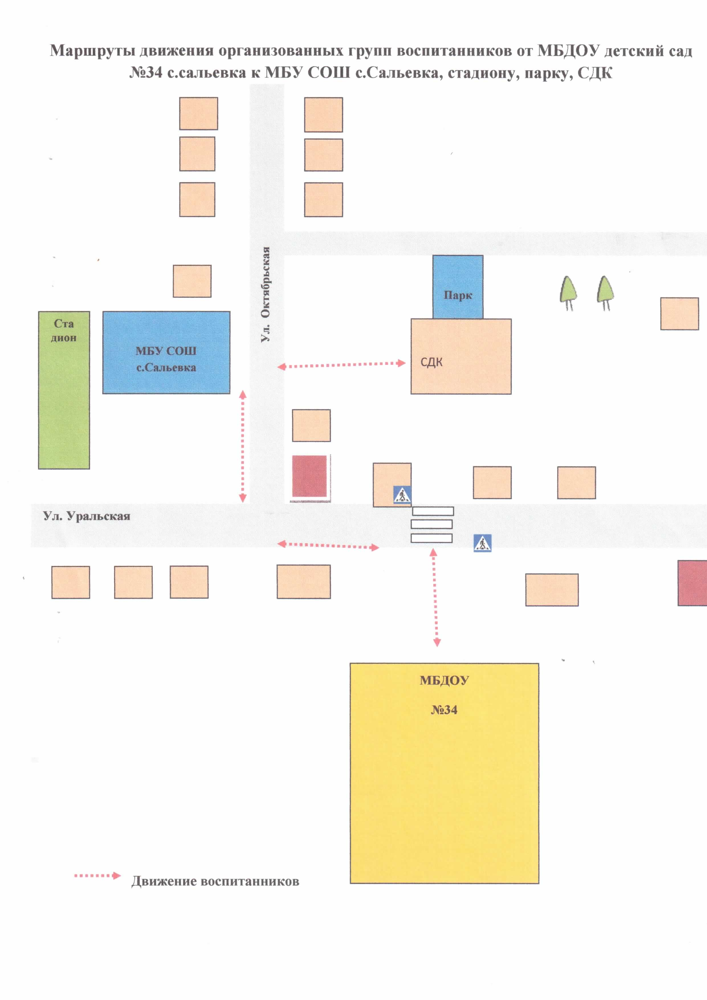 Маршруты движения организованных групп воспитанников от МБДОУ детский сад
№34 с.сальевка к МБУ СОШ с.Сальевка, стадиону, парку, СДК
Ул. Октябрьская
Парк
Ста
дион
МБУ СОШ
с.Сальевка
СДК
Ул. Уральская
МБДОУ
№34
Движение воспитанников